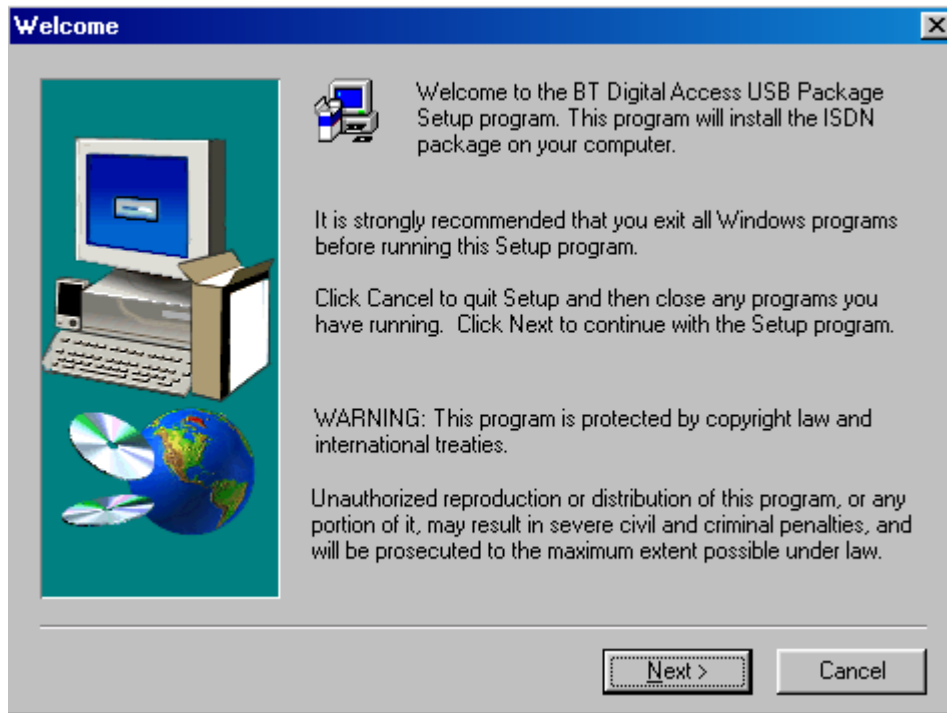 Welcome
Welcome to the BT Digital Access USB Package
Setup program. This program will install the ISDN
package on your computer.
It is strongly recommended that you exit all Windows programs
before running this Setup program.
Click Cancel to quit Setup and then close any programs you
have running.  Click Next to continue with the Setup program.
WARNING: This program is protected by copyright law and
international treaties.
Unauthorized reproduction or distribution of this program, or any
portion of it, may result in severe civil and criminal penalties, and
will be prosecuted to the maximum extent possible under law.
Next >
Cancel